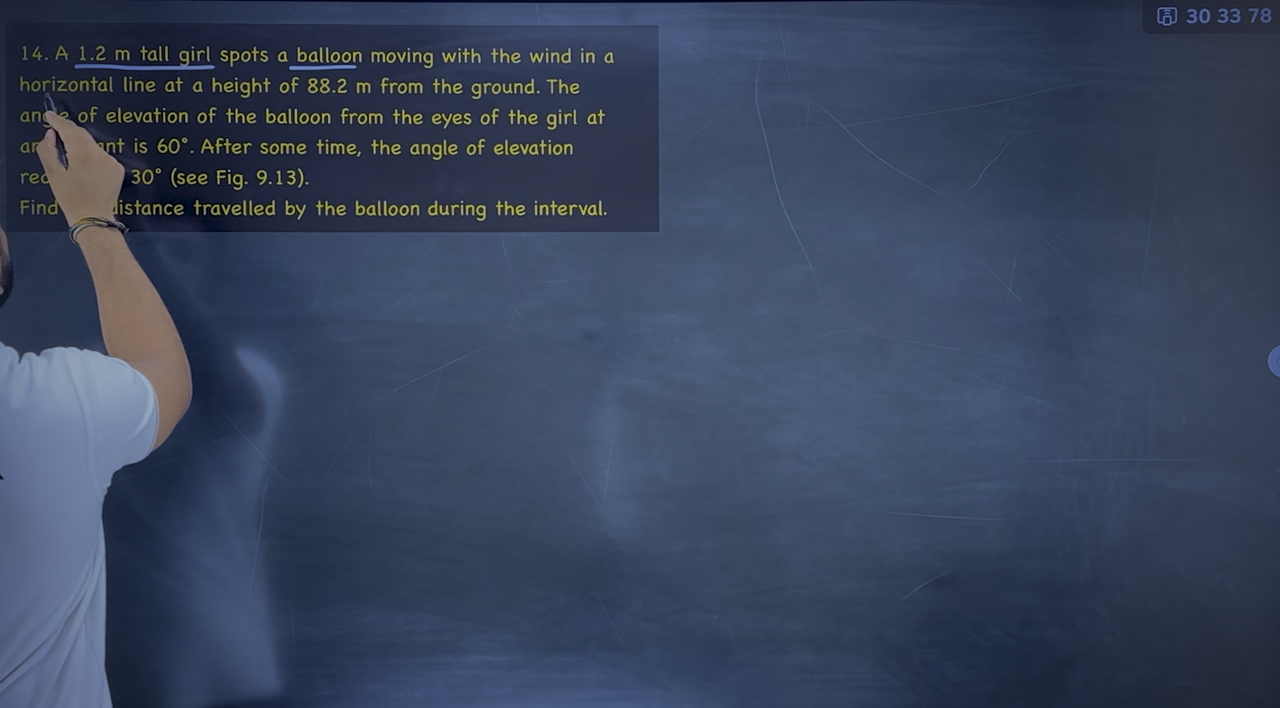 14. A 1.2 m tall girl spots a balloon moving with the wind in a
horizontal line at a height of 88.2 m from the ground. The
of elevation of the balloon from the eyes of the girl at
is 60°. After some time, the angle of elevation
30° (see Fig. 9.13).
Find distance travelled by the balloon during the interval.
30 33 78